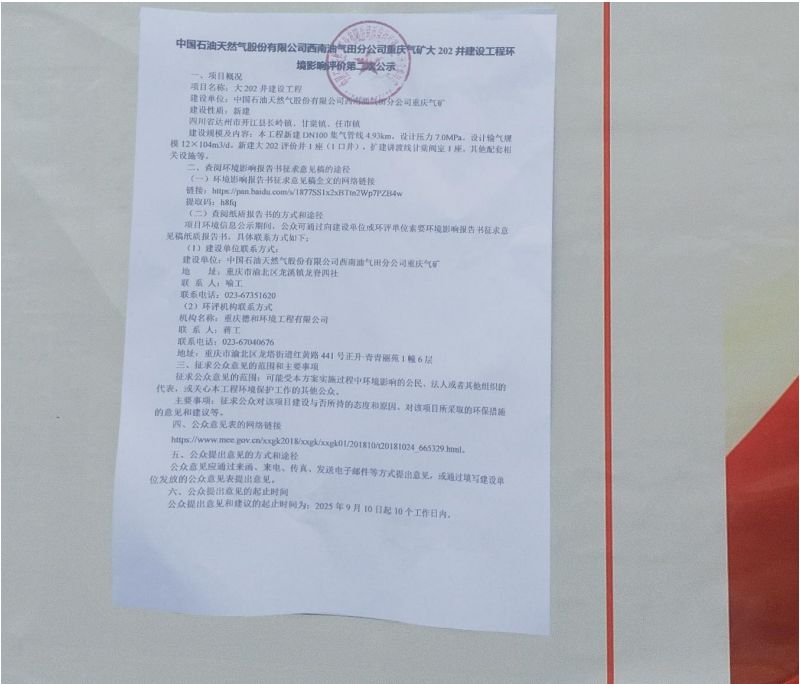 中国石油天然气股份有限公司西南油气田分公司重庆气矿大 202 井建设工程环
境影响评价第二次公示
一、项目概况
项目名称：大 202 井建设工程
建设单位：中国石油天然气股份有限公司西南油气田分公司重庆气矿
建设性质：新建
四川省达州市开江县长岭镇、甘棠镇、任市镇
建设规模及内容：本工程新建 DN100 集气管线 4.93km，设计压力 7.0MPa，设计输气规
模 12×104m3/d。新建大 202 评价井 1 座（1 口井），扩建讲渡线甘棠阀室 1 座。其他配套相
关设施等。
二、查阅环境影响报告书征求意见稿的途径
（一）环境影响报告书征求意见稿全文的网络链接
链接：https://pan.baidu.com/s/1877SS1x2xBTtn2Wp7PZB4w
提取码：h8fq
（二）查阅纸质报告书的方式和途径
项目环境信息公示期间，公众可通过向建设单位或环评单位索要环境影响报告书征求意
见稿纸质报告书，具体联系方式如下：
（1）建设单位联系方式：
建设单位：中国石油天然气股份有限公司西南油气田分公司重庆气矿
地 址：重庆市渝北区龙溪镇龙脊四社
联 系 人：喻工
联系电话：023-67351620
（2）环评机构联系方式
机构名称：重庆德和环境工程有限公司
联 系 人：蒋工
联系电话：023-67040676
地址：重庆市渝北区龙塔街道红黄路 441 号正升·青青丽苑 1 幢 6 层
三、征求公众意见的范围和主要事项
征求公众意见的范围：可能受本方案实施过程中环境影响的公民、法人或者其他组织的
代表，或关心本工程环境保护工作的其他公众。
主要事项：征求公众对该项目建设与否所持的态度和原因、对该项目所采取的环保措施
的意见和建议等。
四、公众意见表的网络链接
https://www.mee.gov.cn/xxgk2018/xxgk/xxgk01/201810/t20181024_665329.html。
五、公众提出意见的方式和途径
公众意见应通过来函、来电、传真、发送电子邮件等方式提出意见，或通过填写建设单
位发放的公众意见表提出意见。
六、公众提出意见的起止时间
公众提出意见和建议的起止时间为：2025 年 9 月 10 日起 10 个工作日内。